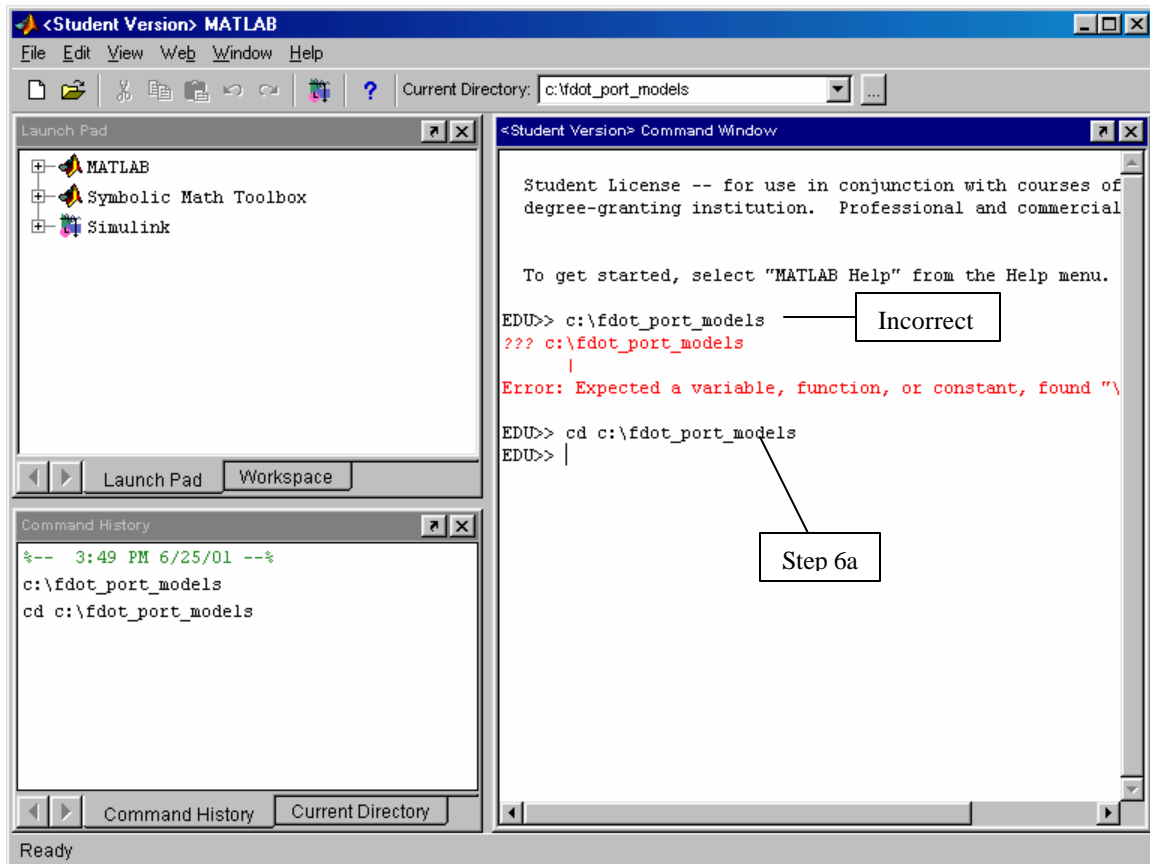 <Student Version> MATLAB
File Edit View Web Window Help
Current Directory: c:\fdot_port_models ...
Launch Pad
MATLAB
Symbolic Math Toolbox
Simulink
Launch Pad Workspace
Command History
%-- 3:49 PM 6/25/01 --%
c:\fdot_port_models
cd c:\fdot_port_models
Command History Current Directory
<Student Version> Command Window
Student License -- for use in conjunction with courses of
degree-granting institution. Professional and commercial
To get started, select "MATLAB Help" from the Help menu.
EDU>> c:\fdot_port_models
Incorrect
??? c:\fdot_port_models
|
Error: Expected a variable, function, or constant, found "\
EDU>> cd c:\fdot_port_models
EDU>>
Step 6a
Ready